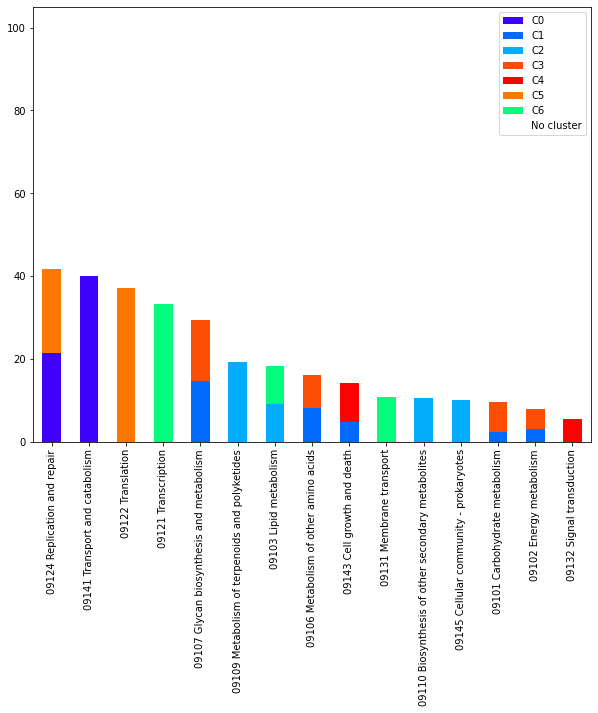 100
80
60
40
20
0
C0
C1
C2
C3
C4
C5
C6
No cluster
09124 Replication and repair
09141 Transport and catabolism
09122 Translation
09121 Transcription
09107 Glycan biosynthesis and metabolism
09109 Metabolism of terpenoids and polyketides
09103 Lipid metabolism
09106 Metabolism of other amino acids
09143 Cell growth and death
09131 Membrane transport
09110 Biosynthesis of other secondary metabolites
09145 Cellular community - prokaryotes
09101 Carbohydrate metabolism
09102 Energy metabolism
09132 Signal transduction